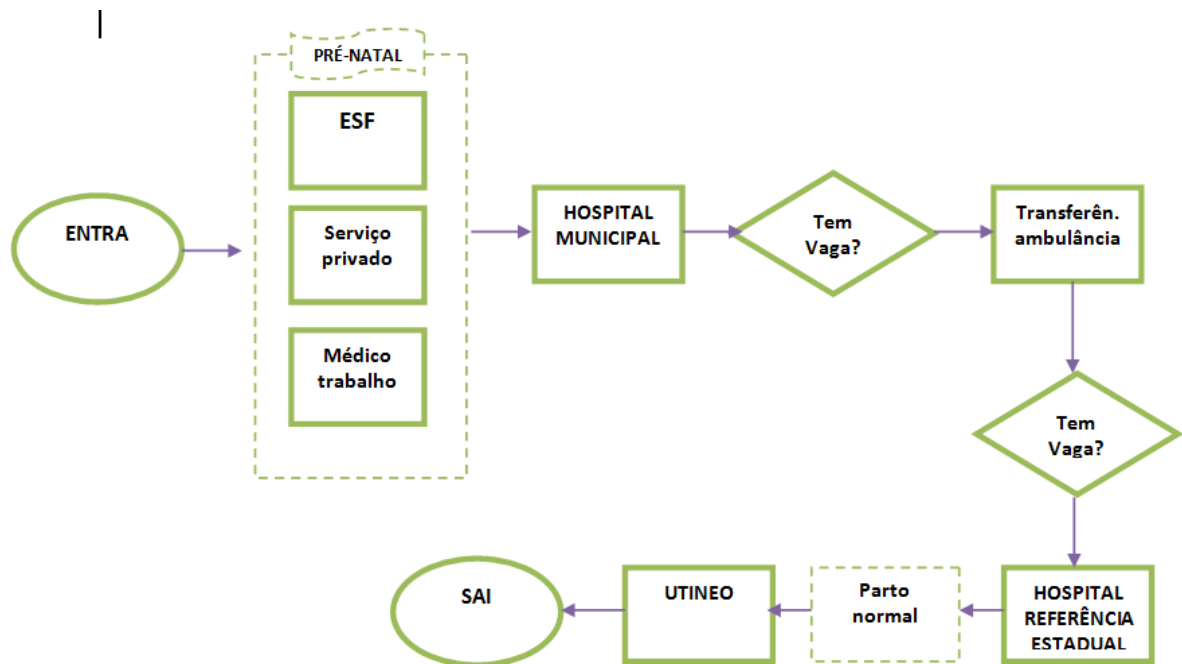 PRÉ-NATAL
ESF
Serviço
privado
Médico
trabalho
ENTRA
HOSPITAL
MUNICIPAL
Tem
Vaga?
Transferên.
ambulância
Tem
Vaga?
HOSPITAL
REFERÊNCIA
ESTADUAL
Parto
normal
UTINEO
SAI